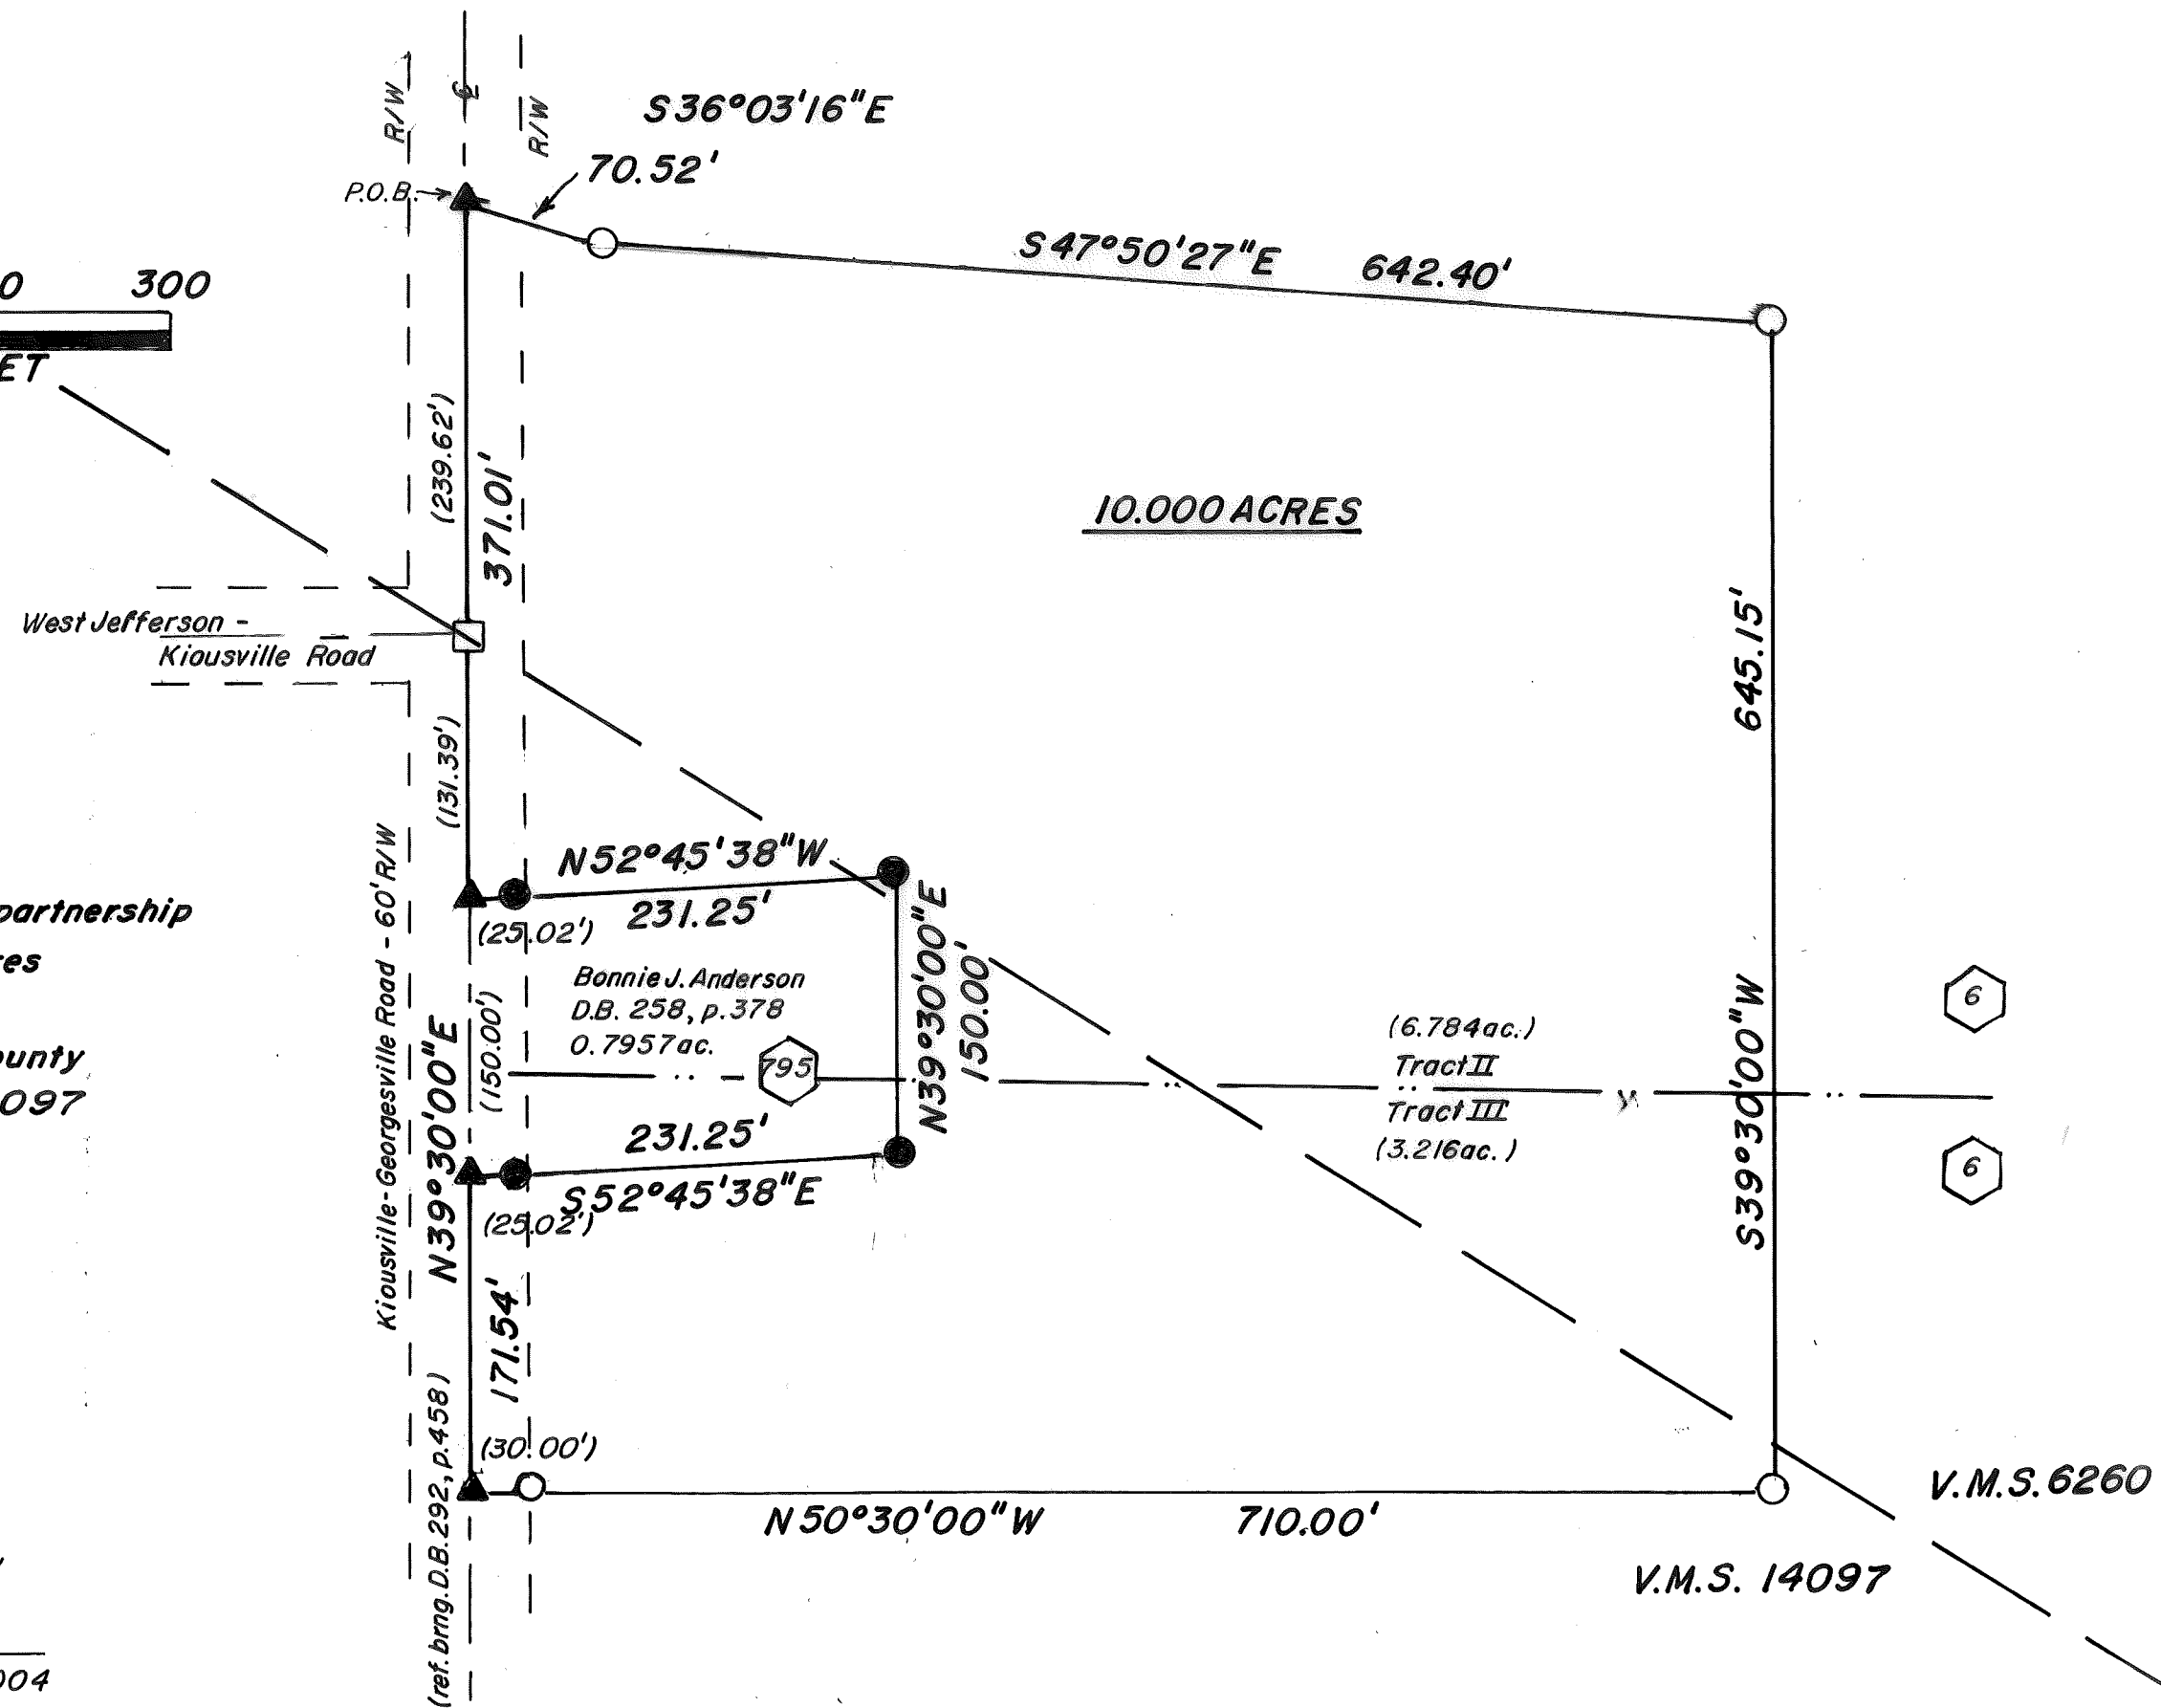 R/W
℄
R/W
S36°03'16"E
70.52'
P.O.B.
S47°50'27"E 642.40'
0 300
ET
(239.62')
371.01'
10.000 ACRES
West Jefferson -
Kiousville Road
645.15'
(131.39')
N52°45'38"W
231.25'
(25.02')
partnership
Kiousville-Georgesville Road - 60'R/W
Bonnie J. Anderson
D.B. 258, p.378
0.7957ac.
N39°30'00"E
150.00'
6
(6.784ac.)
Tract II
Tract III
(3.216ac.)
795
(150.00')
N39°30'00"E
unty
097
231.25'
S52°45'38"E
(25.02')
S39°30'00"W
6
171.54'
(30.00')
(ref. brng. D.B. 292, p.458)
N50°30'00"W 710.00'
V.M.S. 6260
V.M.S. 14097
004